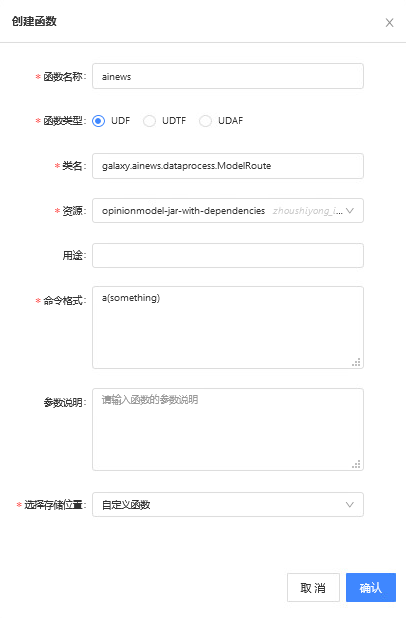 创建函数
* 函数名称: ainews
* 函数类型: UDF UDTF UDAF
* 类名: galaxy.ainews.dataprocess.ModelRoute
* 资源: opinionmodel-jar-with-dependencies zhoushiyong_i...
用途:
* 命令格式: a(something)
参数说明: 请输入函数的参数说明
* 选择存储位置: 自定义函数
取 消 确认